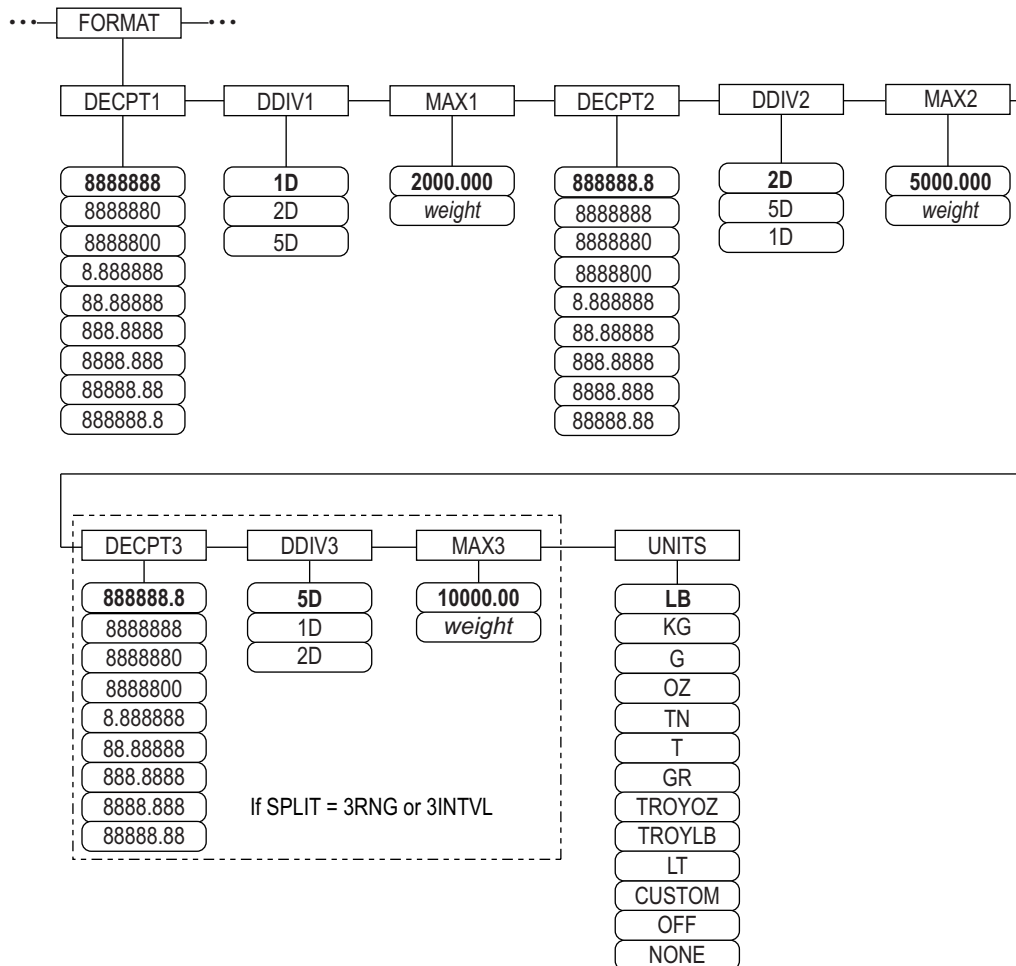 ••• FORMAT •••
DECPT1 DDIV1 MAX1 DECPT2 DDIV2 MAX2
8888888 1D 2000.000 888888.8 2D 5000.000
8888880 2D weight 8888888 5D weight
8888800 5D 8888880 1D
8.888888 8888800
88.88888 8.888888
888.8888 88.88888
8888.888 888.8888
88888.88 8888.888
888888.8 88888.88
DECPT3 DDIV3 MAX3 UNITS
888888.8 5D 10000.00 LB
8888888 1D weight KG
8888880 2D G
8888800 OZ
8.888888 TN
88.88888 T
888.8888 GR
8888.888 If SPLIT = 3RNG or 3INTVL TROYOZ
88888.88 TROYLB
LT
CUSTOM
OFF
NONE